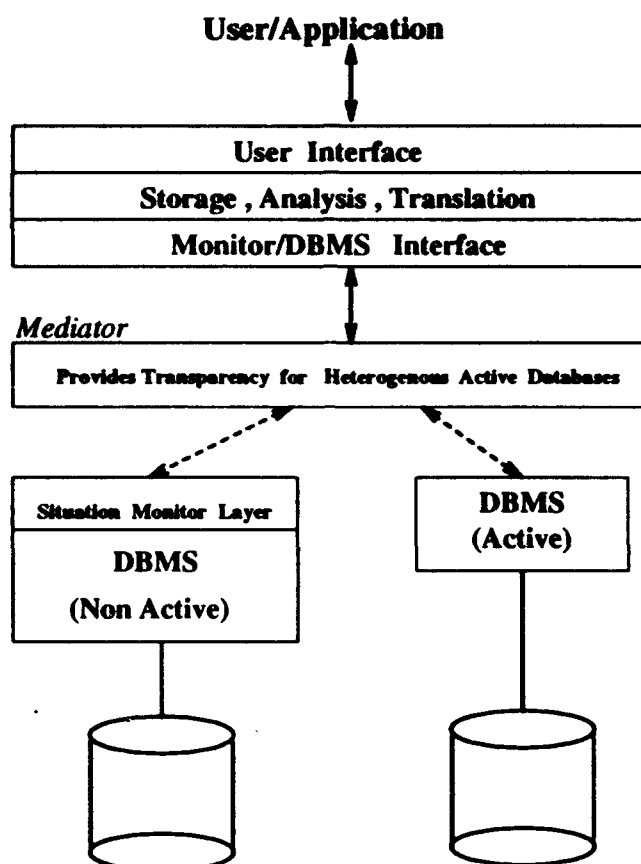 User/Application
User Interface
Storage , Analysis , Translation
Monitor/DBMS Interface
Mediator
Provides Transparency for Heterogenous Active Databases
Situation Monitor Layer
DBMS
(Non Active)
DBMS
(Active)